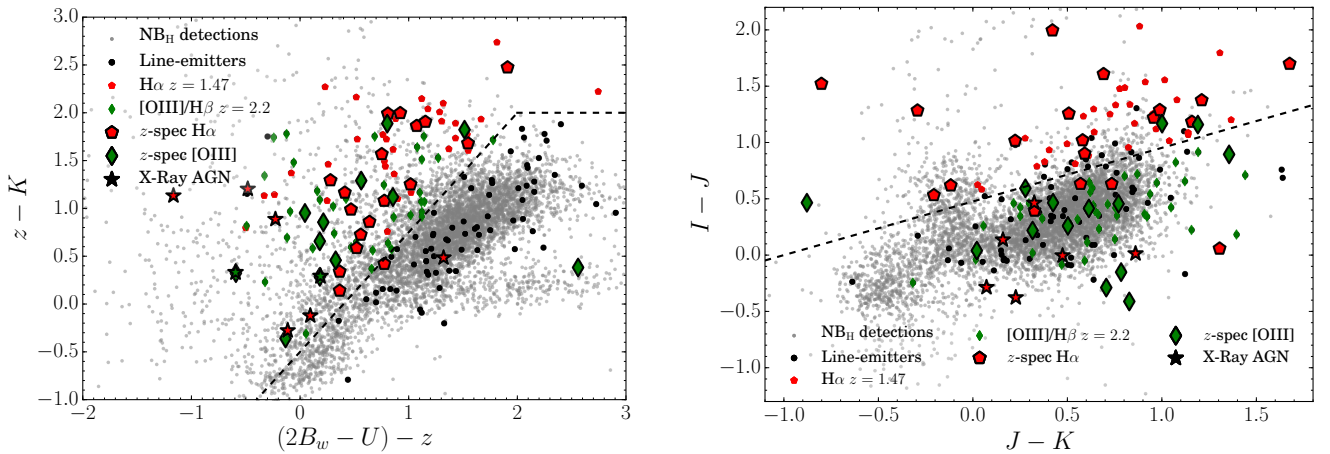 3.0
2.5
2.0
1.5
1.0
0.5
0.0
−0.5
−1.0
z − K
NB_H detections
Line-emitters
Hα z = 1.47
[OIII]/Hβ z = 2.2
z-spec Hα
z-spec [OIII]
X-Ray AGN
−2 −1 0 1 2 3
(2B_w − U) − z
2.0
1.5
1.0
0.5
0.0
−0.5
−1.0
I − J
NB_H detections [OIII]/Hβ z = 2.2 z-spec [OIII]
Line-emitters z-spec Hα X-Ray AGN
Hα z = 1.47
−1.0 −0.5 0.0 0.5 1.0 1.5
J − K